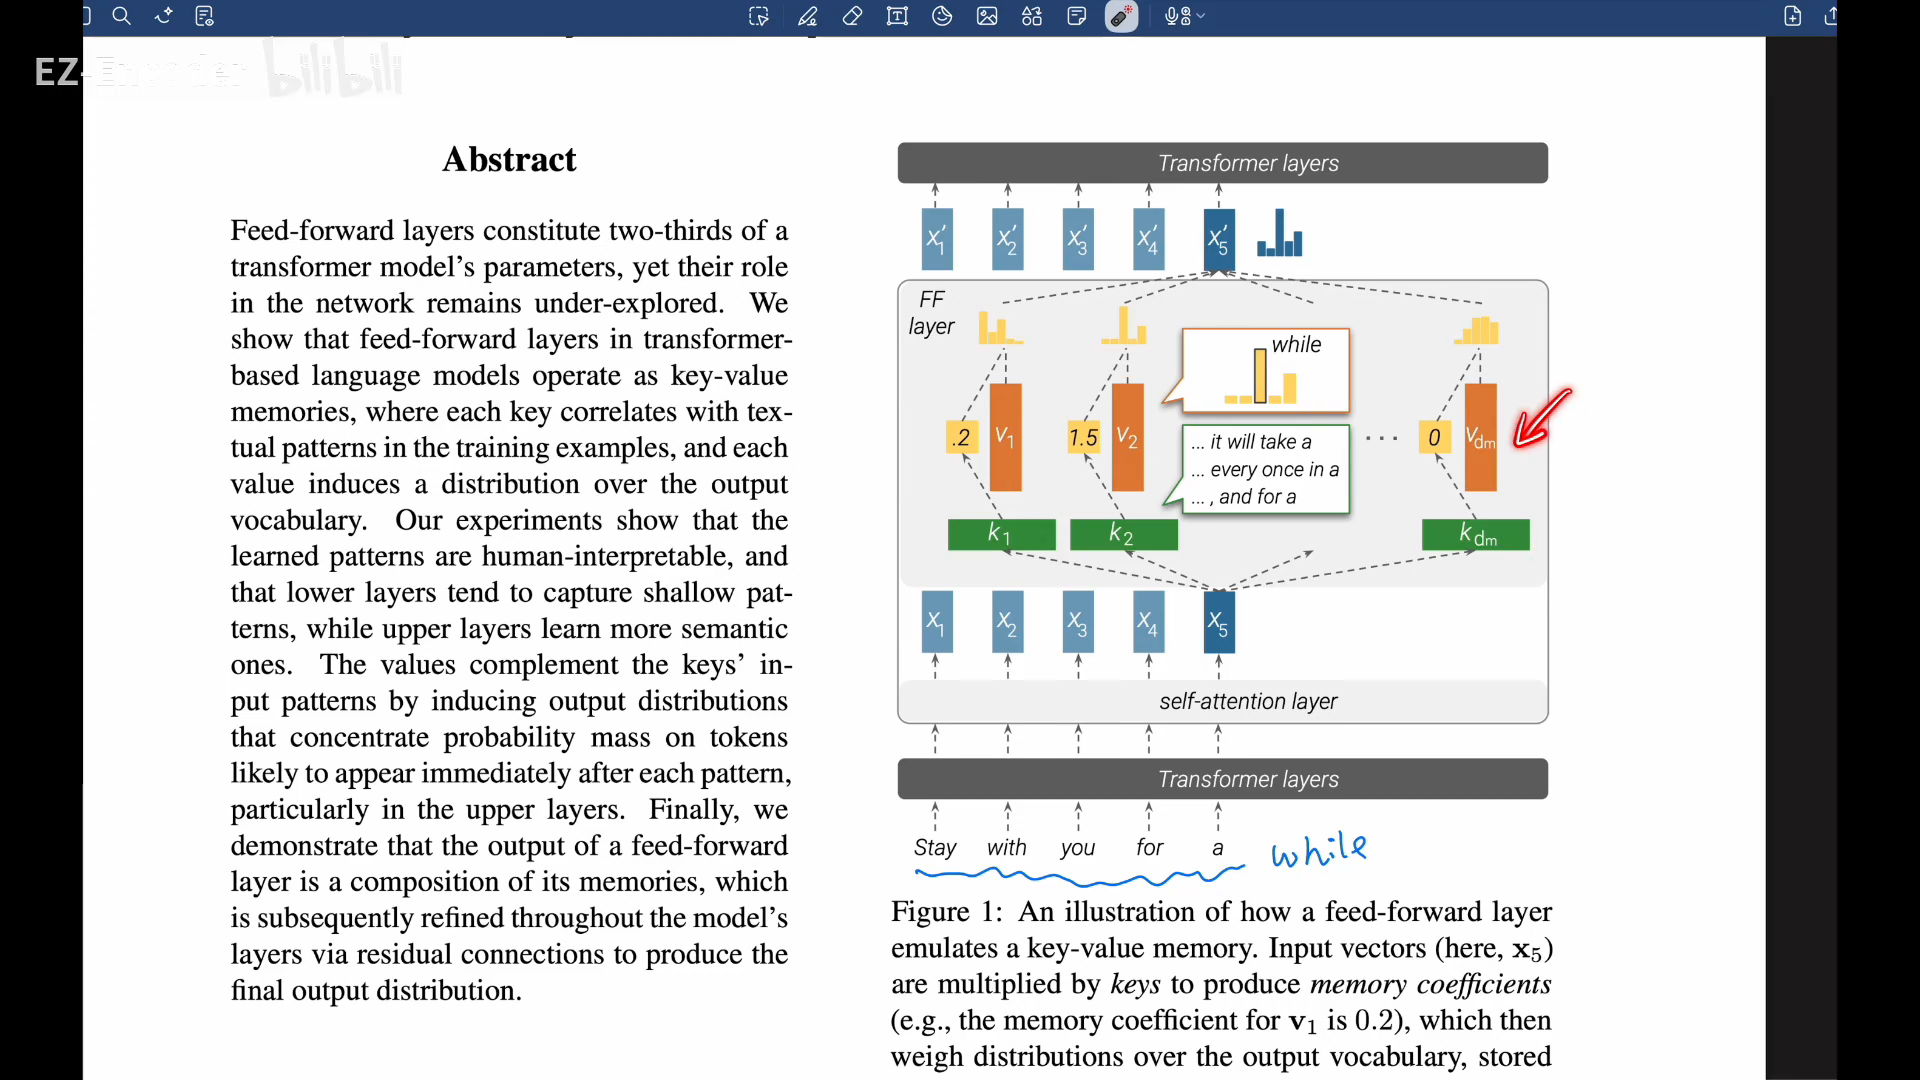 EZ-Encoder bilibili
Abstract
Feed-forward layers constitute two-thirds of a
transformer model's parameters, yet their role
in the network remains under-explored. We
show that feed-forward layers in transformer-
based language models operate as key-value
memories, where each key correlates with tex-
tual patterns in the training examples, and each
value induces a distribution over the output
vocabulary. Our experiments show that the
learned patterns are human-interpretable, and
that lower layers tend to capture shallow pat-
terns, while upper layers learn more semantic
ones. The values complement the keys' in-
put patterns by inducing output distributions
that concentrate probability mass on tokens
likely to appear immediately after each pattern,
particularly in the upper layers. Finally, we
demonstrate that the output of a feed-forward
layer is a composition of its memories, which
is subsequently refined throughout the model's
layers via residual connections to produce the
final output distribution.
Transformer layers
x′1 x′2 x′3 x′4 x′5
FF
layer
while
.2 v1 1.5 v2 ... 0 vdm
... it will take a
... every once in a
... , and for a
k1 k2 kdm
x1 x2 x3 x4 x5
self-attention layer
Transformer layers
Stay with you for a while
Figure 1: An illustration of how a feed-forward layer
emulates a key-value memory. Input vectors (here, x5)
are multiplied by keys to produce memory coefficients
(e.g., the memory coefficient for v1 is 0.2), which then
weigh distributions over the output vocabulary, stored